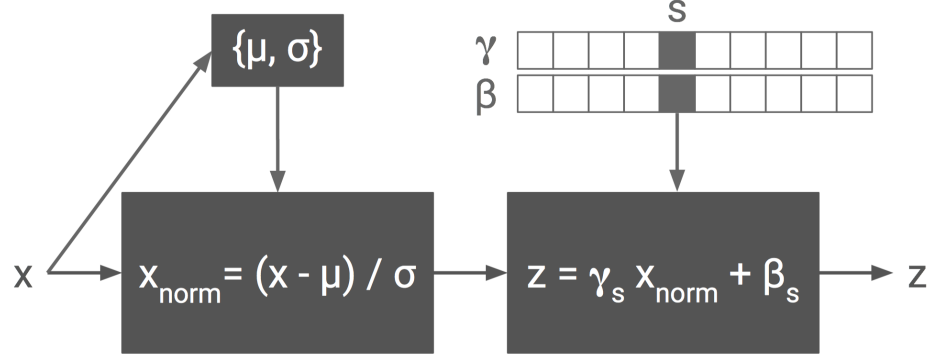 s
{μ, σ}
γ
β
x
x_norm = (x - μ) / σ
z = γ_s x_norm + β_s
z